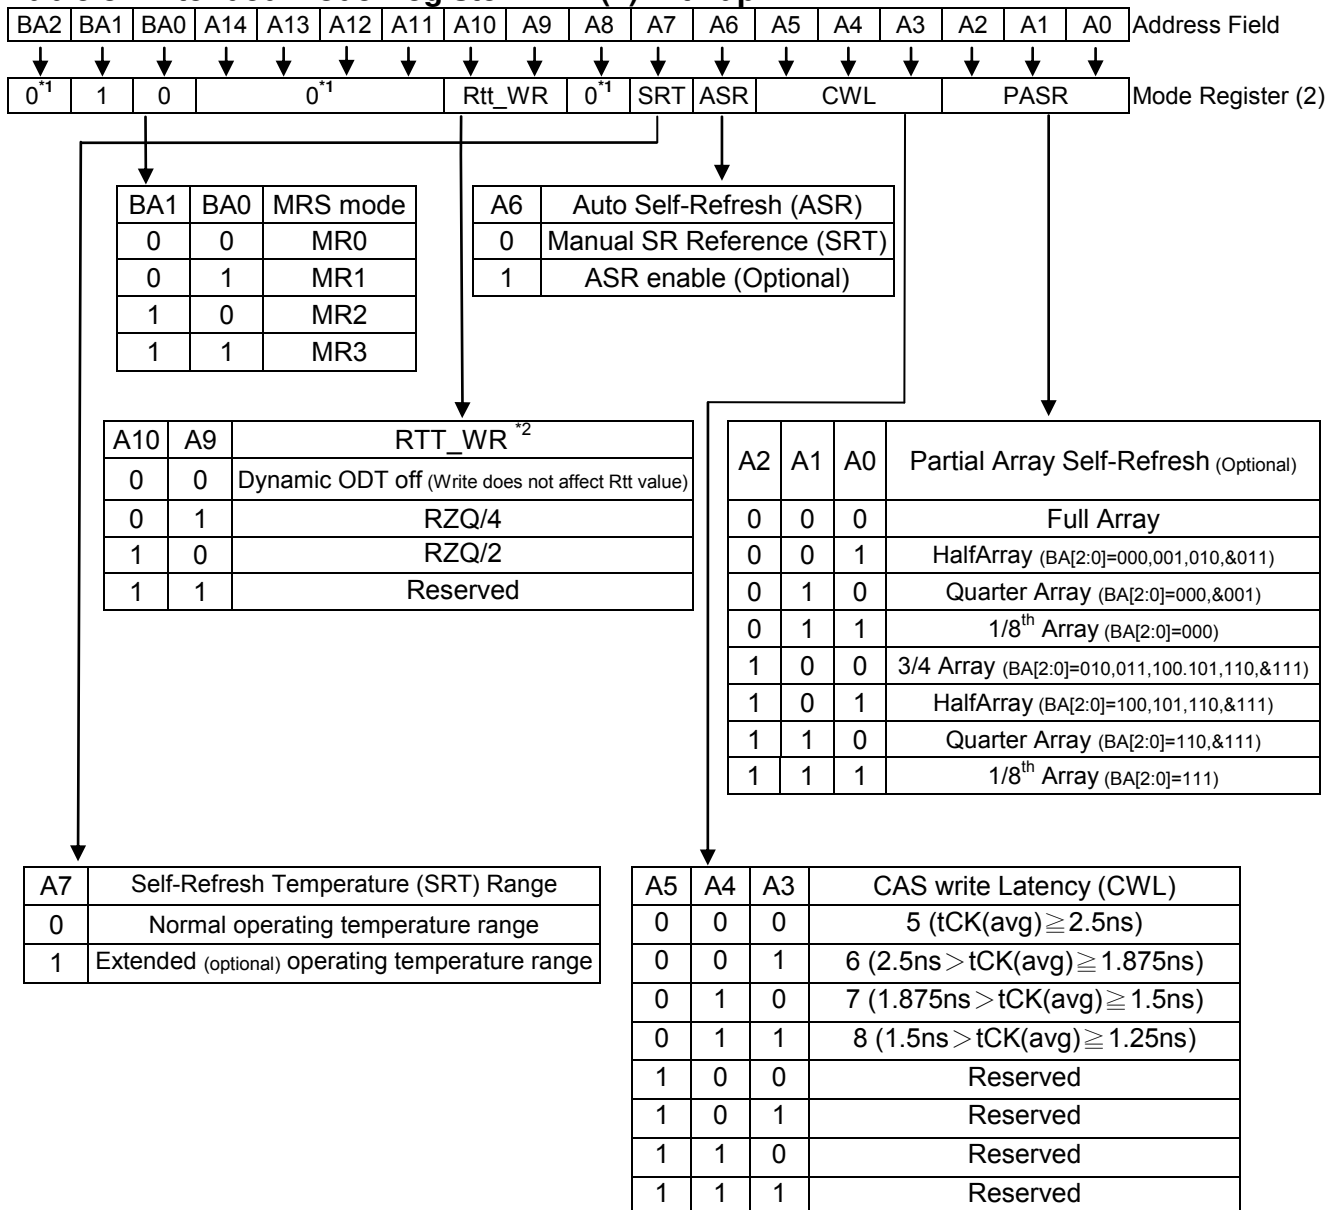 BA2 BA1 BA0 A14 A13 A12 A11 A10 A9 A8 A7 A6 A5 A4 A3 A2 A1 A0 Address Field
0*1 1 0 0*1 Rtt_WR 0*1 SRT ASR CWL PASR Mode Register (2)
BA1 BA0 MRS mode
0 0 MR0
0 1 MR1
1 0 MR2
1 1 MR3
A6 Auto Self-Refresh (ASR)
0 Manual SR Reference (SRT)
1 ASR enable (Optional)
A10 A9 RTT_WR *2
0 0 Dynamic ODT off (Write does not affect Rtt value)
0 1 RZQ/4
1 0 RZQ/2
1 1 Reserved
A2 A1 A0 Partial Array Self-Refresh (Optional)
0 0 0 Full Array
0 0 1 HalfArray (BA[2:0]=000,001,010,&011)
0 1 0 Quarter Array (BA[2:0]=000,&001)
0 1 1 1/8th Array (BA[2:0]=000)
1 0 0 3/4 Array (BA[2:0]=010,011,100.101,110,&111)
1 0 1 HalfArray (BA[2:0]=100,101,110,&111)
1 1 0 Quarter Array (BA[2:0]=110,&111)
1 1 1 1/8th Array (BA[2:0]=111)
A7 Self-Refresh Temperature (SRT) Range
0 Normal operating temperature range
1 Extended (optional) operating temperature range
A5 A4 A3 CAS write Latency (CWL)
0 0 0 5 (tCK(avg)≧2.5ns)
0 0 1 6 (2.5ns>tCK(avg)≧1.875ns)
0 1 0 7 (1.875ns>tCK(avg)≧1.5ns)
0 1 1 8 (1.5ns>tCK(avg)≧1.25ns)
1 0 0 Reserved
1 0 1 Reserved
1 1 0 Reserved
1 1 1 Reserved